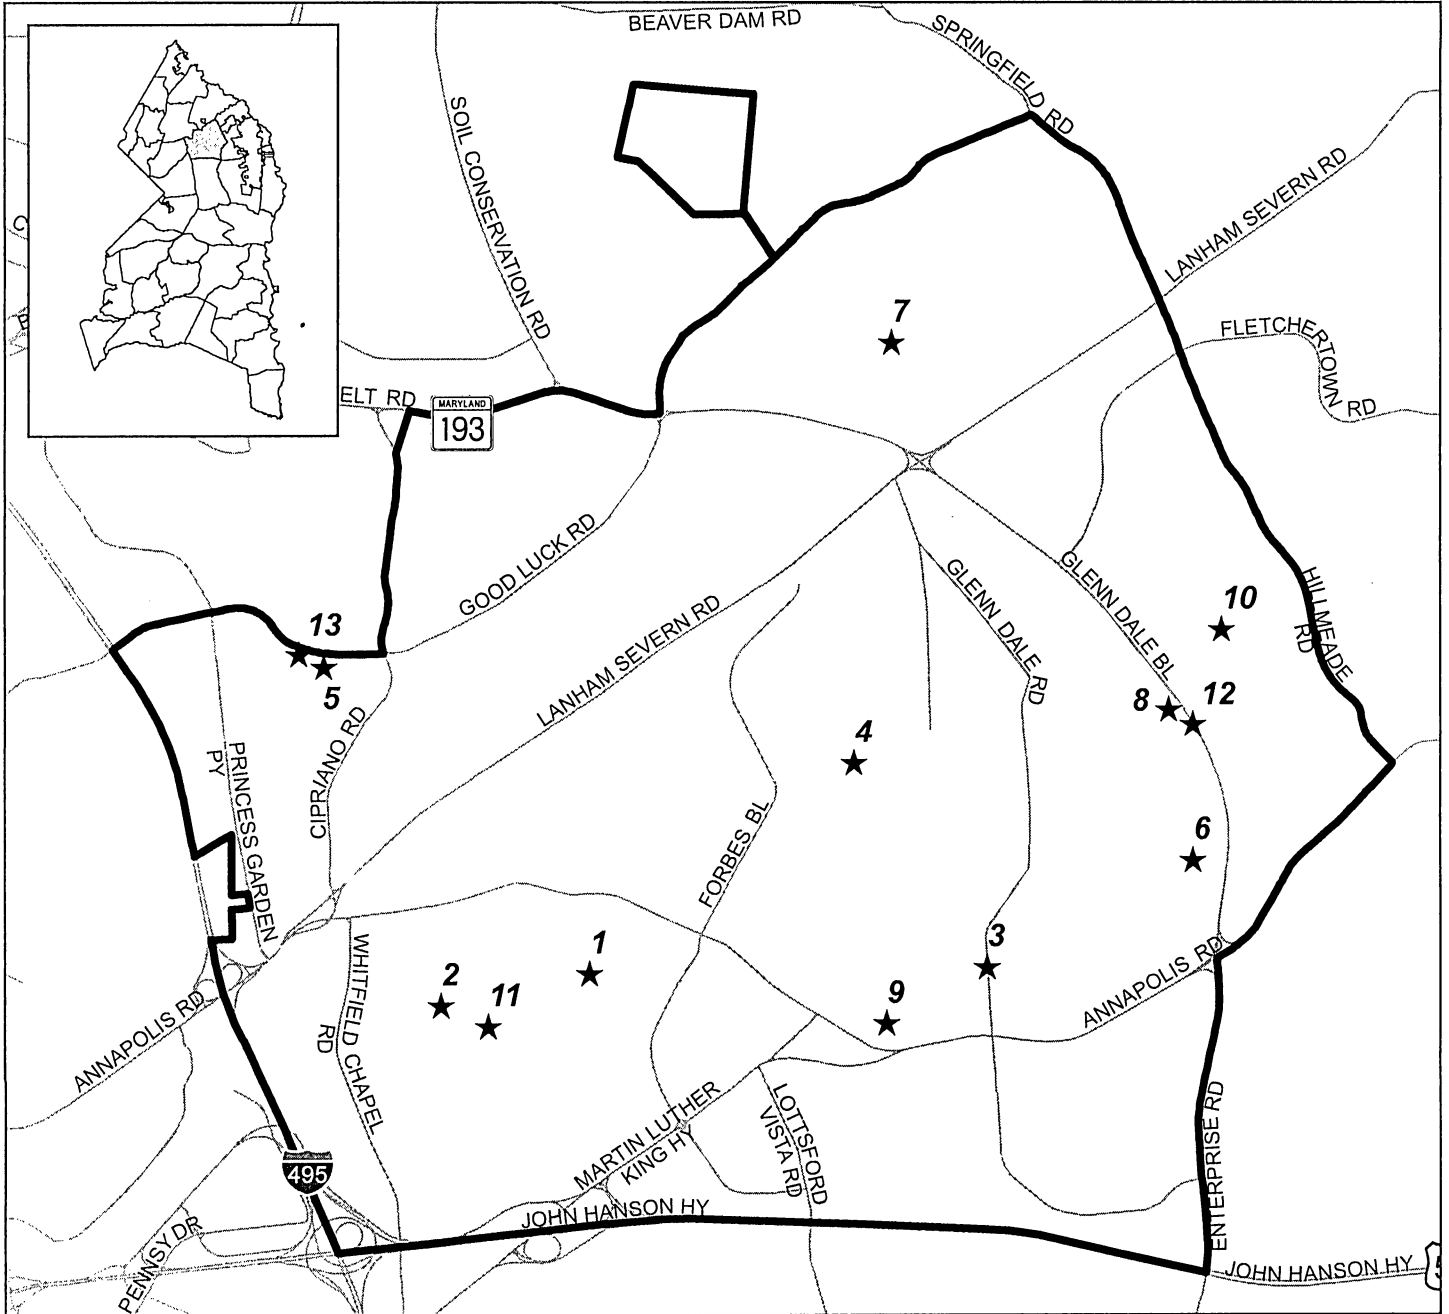 BEAVER DAM RD
SPRINGFIELD RD
SOIL CONSERVATION RD
LANHAM SEVERN RD
7
FLETCHERTOWN RD
ELT RD
MARYLAND
193
GOOD LUCK RD
GLENN DALE RD
GLENN DALE BL
HILLMEADE RD
10
13
5
LANHAM SEVERN RD
8
12
CIPRIANO RD
PRINCESS GARDEN PY
4
FORBES BL
6
1
2
11
3
9
WHITFIELD CHAPEL RD
ANNAPOLIS RD
ANNAPOLIS RD
MARTIN LUTHER KING HY
LOTTSFORD VISTA RD
ENTERPRISE RD
495
PENNSY DR
JOHN HANSON HY
JOHN HANSON HY